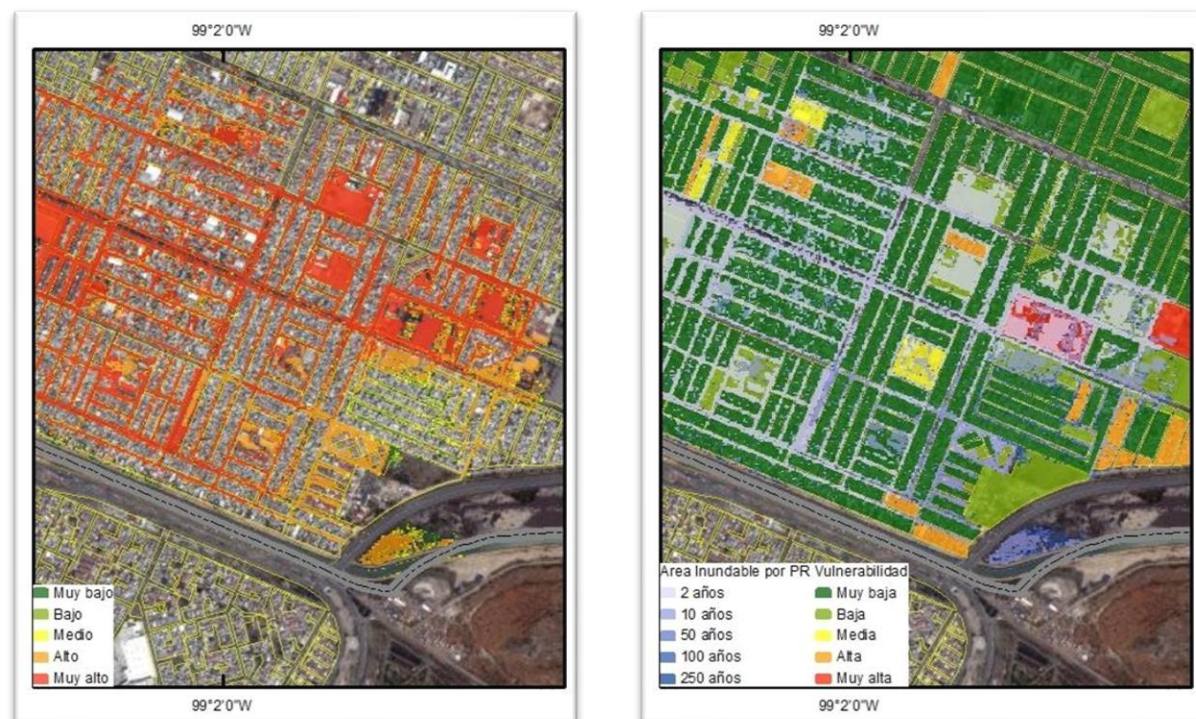 99°2'0"W
Muy bajo
Bajo
Medio
Alto
Muy alto
99°2'0"W
99°2'0"W
Area Inundable por PR Vulnerabilidad
2 años Muy baja
10 años Baja
50 años Media
100 años Alta
250 años Muy alta
99°2'0"W